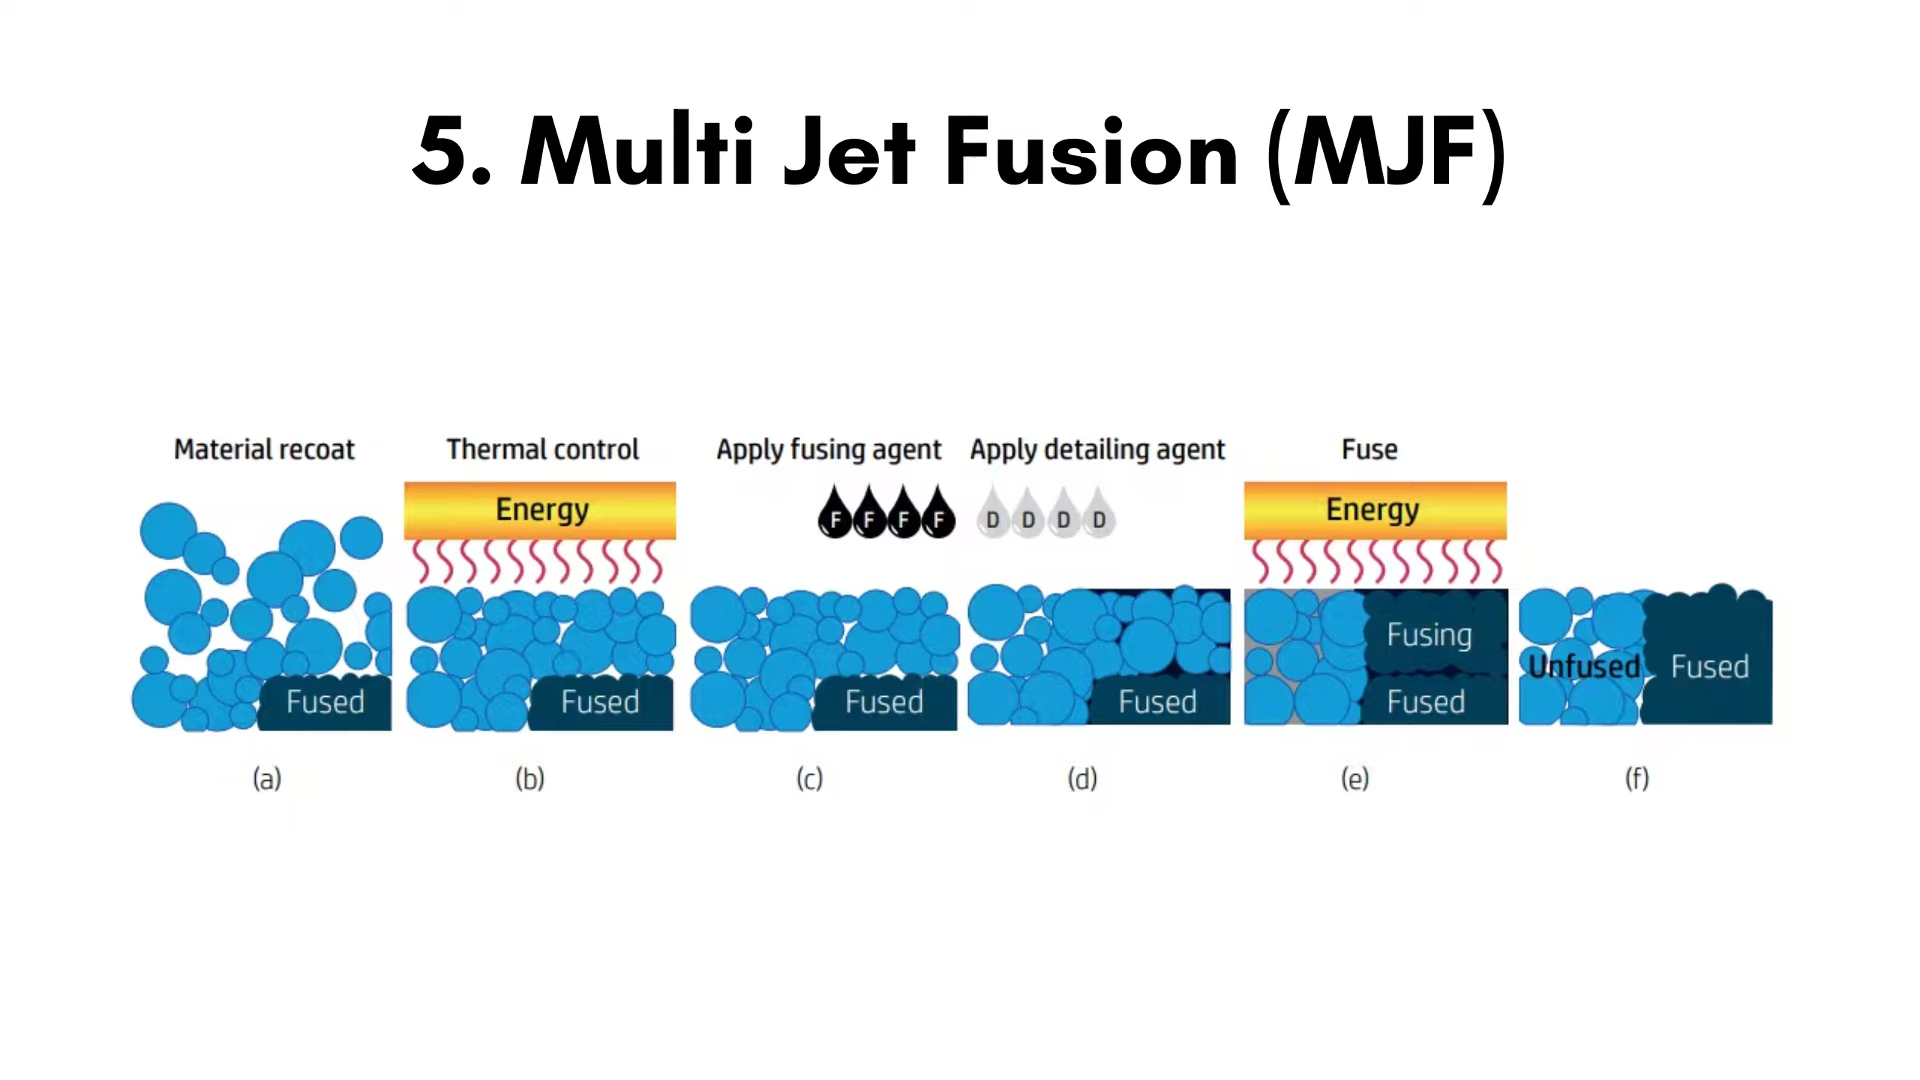 5. Multi Jet Fusion (MJF)
Material recoat
Thermal control
Apply fusing agent
Apply detailing agent
Fuse
Energy
F F F F
D D D D
Energy
Fused
Fused
Fused
Fused
Fusing
Fused
Unfused
Fused
(a)
(b)
(c)
(d)
(e)
(f)